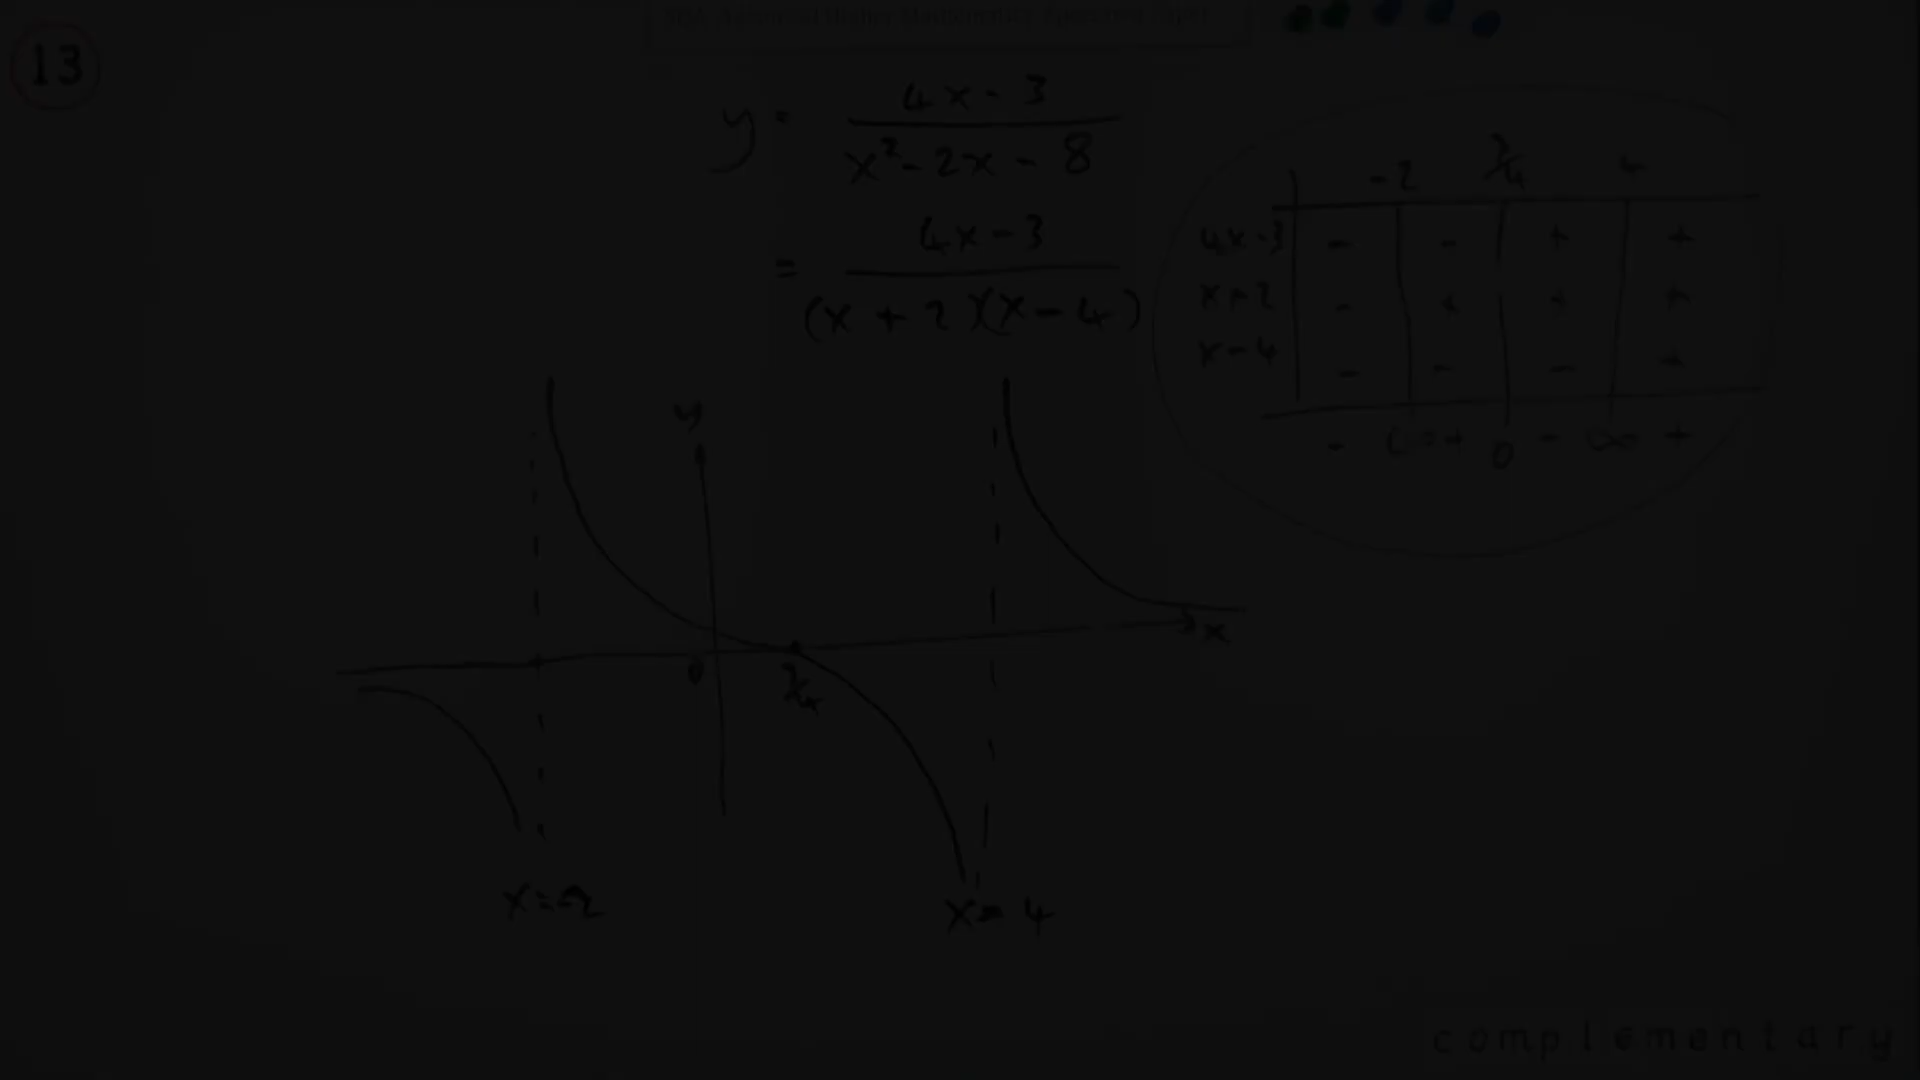 13
y = 4x - 3
x² - 2x - 8
= 4x - 3
(x + 2)(x - 4)
-2 3/4 4
4x-3 - - + +
x+2 - + + +
x-4 - - - +
- + 0 - ∞ +
y
0
3/4
x
x=-2
x=4
complementary